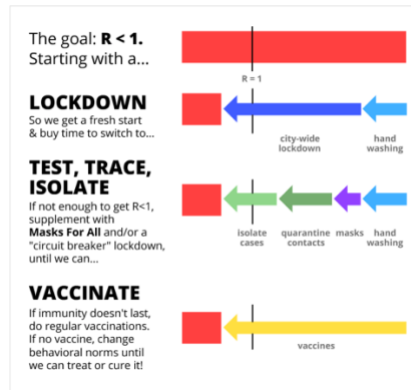 The goal: R < 1.
Starting with a...
R = 1
LOCKDOWN
So we get a fresh start
& buy time to switch to...
city-wide
lockdown
hand
washing
TEST, TRACE,
ISOLATE
If not enough to get R<1,
supplement with
Masks For All and/or a
"circuit breaker" lockdown,
until we can...
isolate
cases
quarantine
contacts
masks
hand
washing
VACCINATE
If immunity doesn't last,
do regular vaccinations.
If no vaccine, change
behavioral norms until
we can treat or cure it!
vaccines